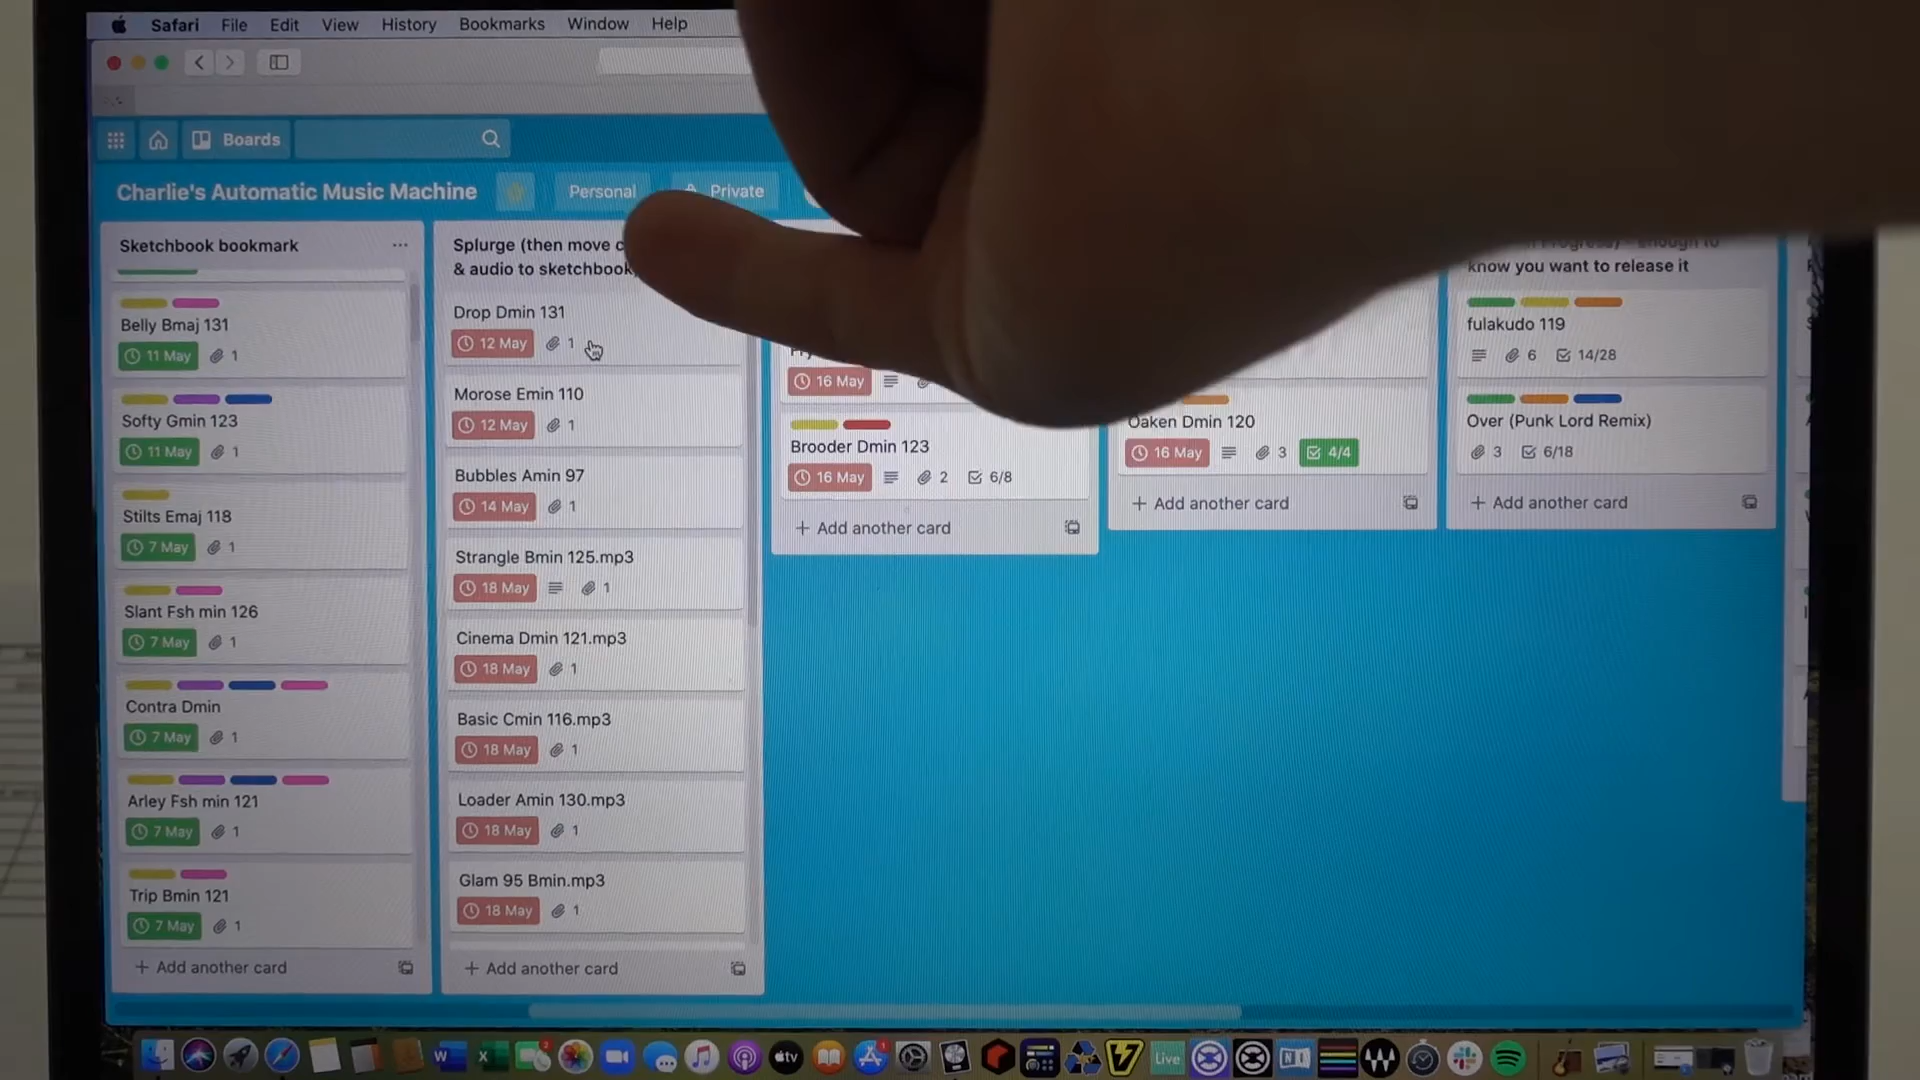 Safari File Edit View History Bookmarks Window Help
Boards
Charlie's Automatic Music Machine Personal Private
Sketchbook bookmark
Belly Bmaj 131
11 May 1
Softy Gmin 123
11 May 1
Stilts Emaj 118
7 May 1
Slant Fsh min 126
7 May 1
Contra Dmin
7 May 1
Arley Fsh min 121
7 May 1
Trip Bmin 121
7 May 1
+ Add another card
Splurge (then move
& audio to sketchbook
Drop Dmin 131
12 May 1
Morose Emin 110
12 May 1
Bubbles Amin 97
14 May 1
Strangle Bmin 125.mp3
18 May 1
Cinema Dmin 121.mp3
18 May 1
Basic Cmin 116.mp3
18 May 1
Loader Amin 130.mp3
18 May 1
Glam 95 Bmin.mp3
18 May 1
+ Add another card
16 May
Brooder Dmin 123
16 May 2 6/8
+ Add another card
Oaken Dmin 120
16 May 3 4/4
+ Add another card
enough to
know you want to release it
fulakudo 119
6 14/28
Over (Punk Lord Remix)
3 6/18
+ Add another card
W X 2 tv 1 Live NI